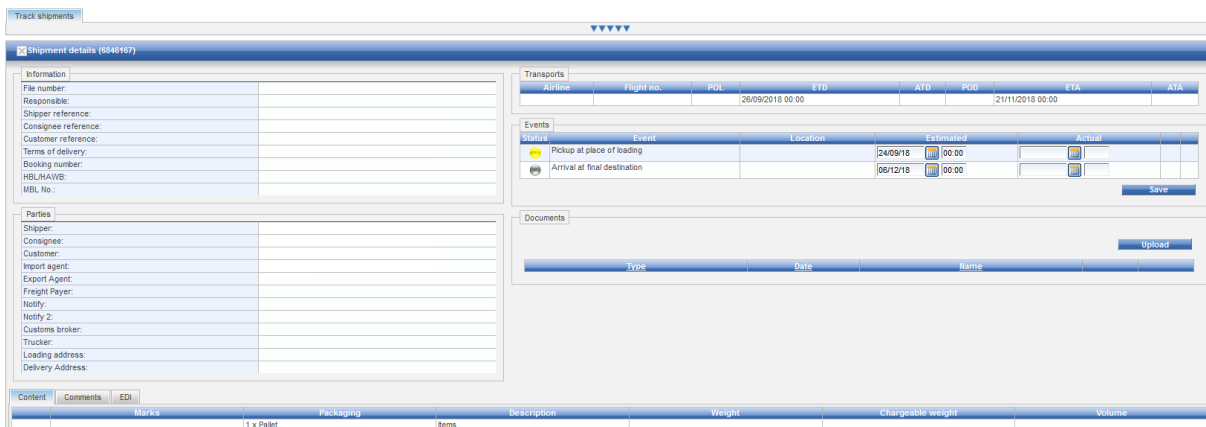 Track shipments
Shipment details (6846167)
Information
File number:
Responsible:
Shipper reference:
Consignee reference:
Customer reference:
Terms of delivery:
Booking number:
HBL/HAWB:
MBL No.:
Parties
Shipper:
Consignee:
Customer:
Import agent:
Export Agent:
Freight Payer:
Notify:
Notify 2:
Customs broker:
Trucker:
Loading address:
Delivery Address:
Transports
Airline Flight no. POL ETD ATD POD ETA ATA
26/09/2018 00:00 21/11/2018 00:00
Events
Status Event Location Estimated Actual
Pickup at place of loading 24/09/18 00:00
Arrival at final destination 06/12/18 00:00
Save
Documents
Upload
Type Date Name
Content Comments EDI
Marks Packaging Description Weight Chargeable weight Volume
1 x Pallet Items